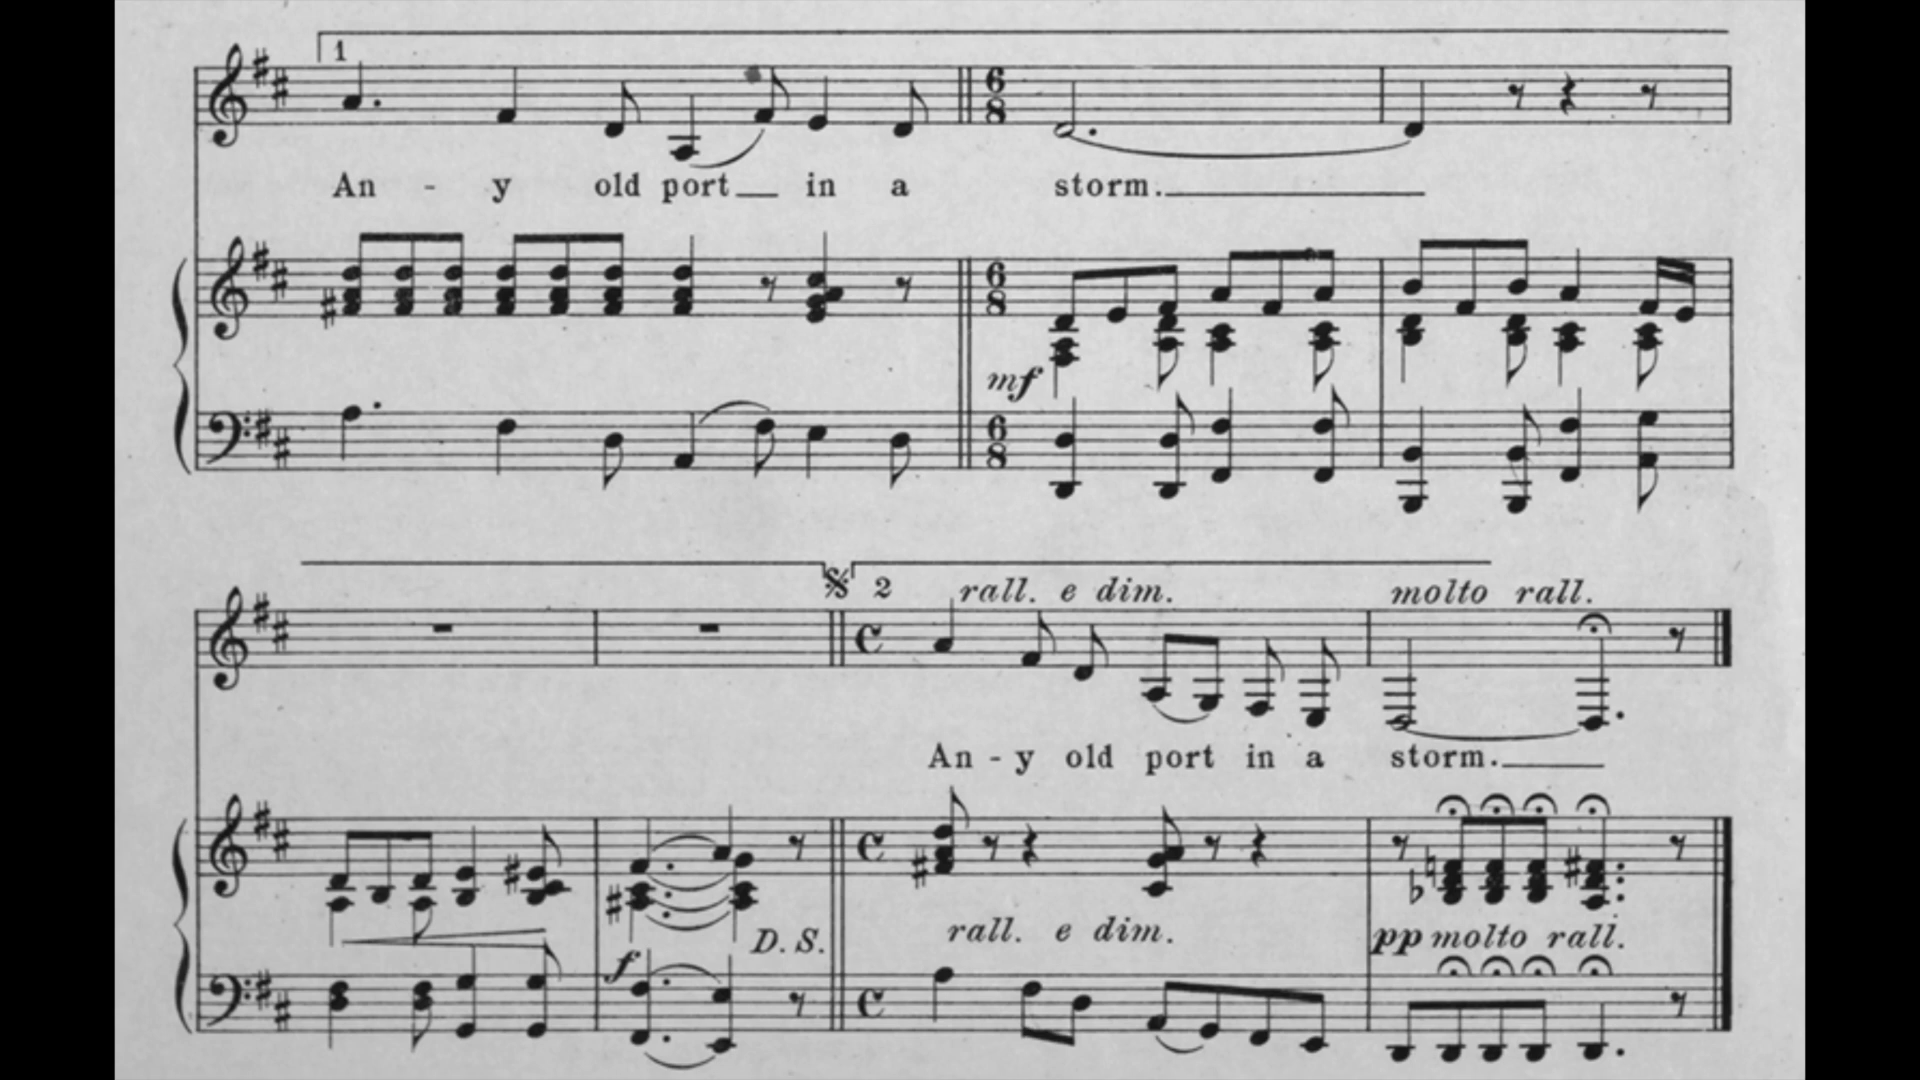 1
6 8
An - y old port in a storm.
6 8
mf
6 8
2 rall. e dim. molto rall.
C
An - y old port in a storm.
C
D. S. rall. e dim. pp molto rall.
f
C